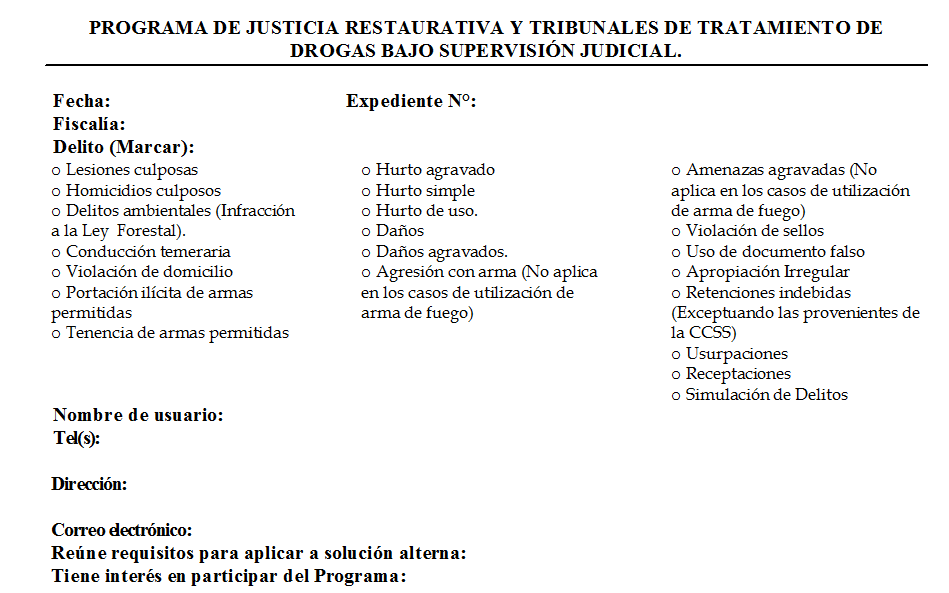 PROGRAMA DE JUSTICIA RESTAURATIVA Y TRIBUNALES DE TRATAMIENTO DE
DROGAS BAJO SUPERVISIÓN JUDICIAL.
Fecha: Expediente N°:
Fiscalía:
Delito (Marcar):
o Lesiones culposas
o Homicidios culposos
o Delitos ambientales (Infracción
a la Ley Forestal).
o Conducción temeraria
o Violación de domicilio
o Portación ilícita de armas
permitidas
o Tenencia de armas permitidas
o Hurto agravado
o Hurto simple
o Hurto de uso.
o Daños
o Daños agravados.
o Agresión con arma (No aplica
en los casos de utilización de
arma de fuego)
o Amenazas agravadas (No
aplica en los casos de utilización
de arma de fuego)
o Violación de sellos
o Uso de documento falso
o Apropiación Irregular
o Retenciones indebidas
(Exceptuando las provenientes de
la CCSS)
o Usurpaciones
o Receptaciones
o Simulación de Delitos
Nombre de usuario:
Tel(s):
Dirección:
Correo electrónico:
Reúne requisitos para aplicar a solución alterna:
Tiene interés en participar del Programa: